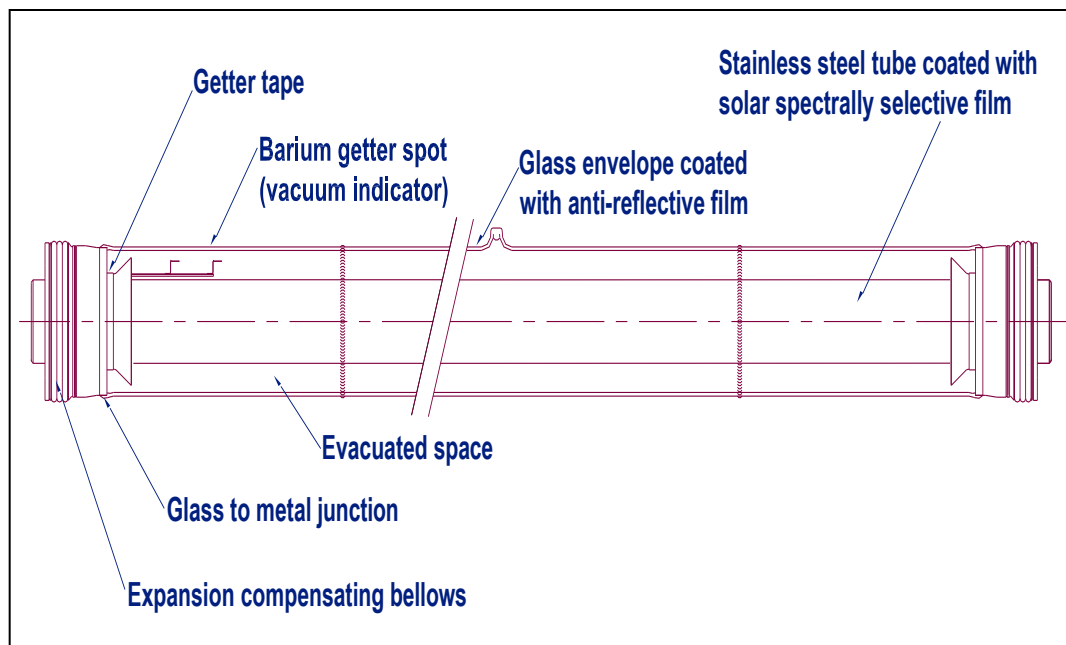 Getter tape
Stainless steel tube coated with
solar spectrally selective film
Barium getter spot
(vacuum indicator)
Glass envelope coated
with anti-reflective film
Evacuated space
Glass to metal junction
Expansion compensating bellows